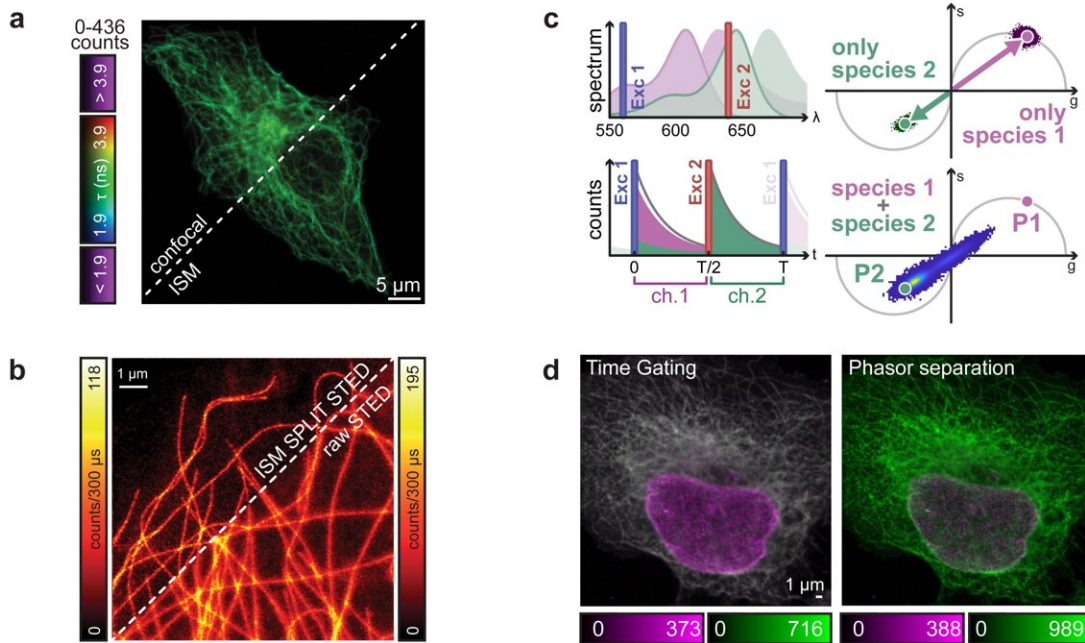 a
0-436
counts
> 3.9
1.9 τ (ns) 3.9
< 1.9
confocal
ISM
5 µm
b
118
counts/300 µs
0
1 µm
ISM SPLIT STED
raw STED
195
counts/300 µs
0
c
spectrum
Exc 1
Exc 2
550
600
650
λ
counts
Exc 1
Exc 2
Exc 1
0
T/2
T
t
ch.1
ch.2
s
only
species 2
g
only
species 1
s
species 1
+
species 2
P1
g
P2
d
Time Gating
1 µm
0 373
0 716
Phasor separation
0 388
0 989